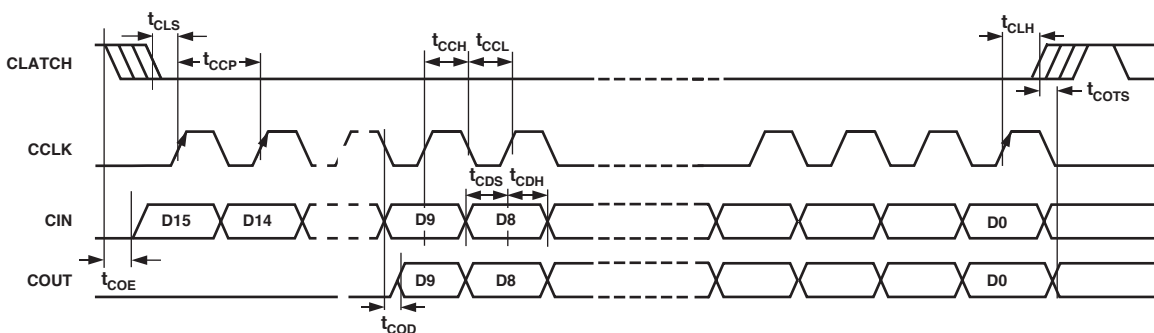 tCLS
tCCP
tCCH
tCCL
tCLH
CLATCH
tCOTS
CCLK
tCDS
tCDH
CIN
D15
D14
D9
D8
D0
tCOE
COUT
D9
D8
D0
tCOD